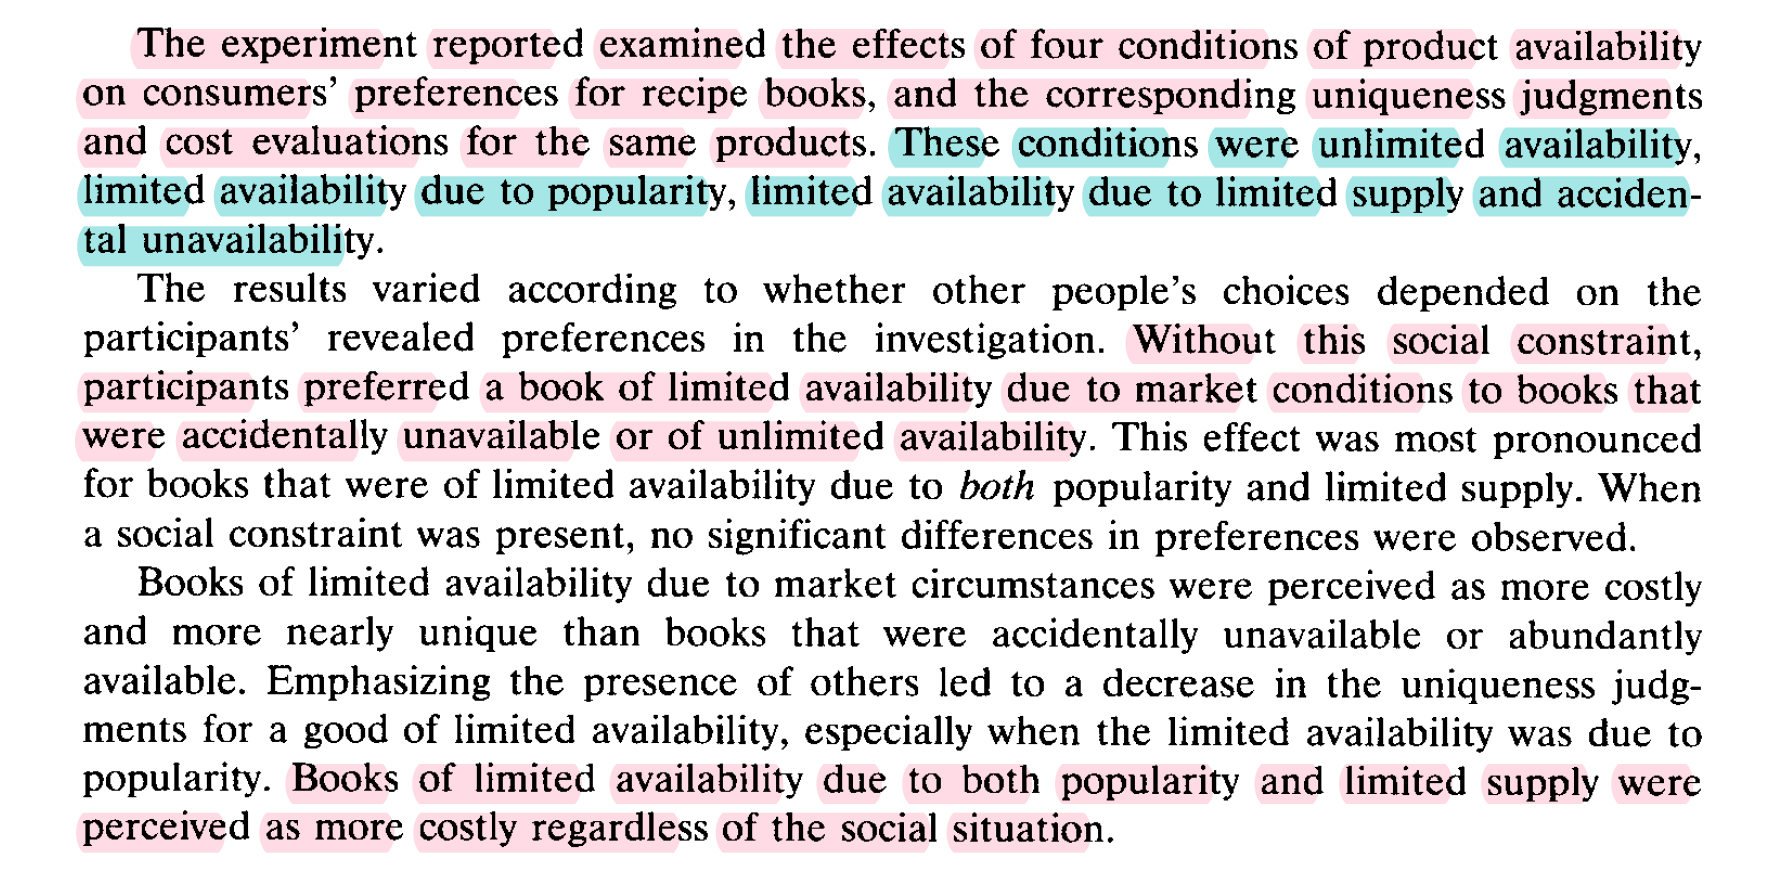 The experiment reported examined the effects of four conditions of product availability
on consumers’ preferences for recipe books, and the corresponding uniqueness judgments
and cost evaluations for the same products. These conditions were unlimited availability,
limited availability due to popularity, limited availability due to limited supply and acciden-
tal unavailability.
The results varied according to whether other people’s choices depended on the
participants’ revealed preferences in the investigation. Without this social constraint,
participants preferred a book of limited availability due to market conditions to books that
were accidentally unavailable or of unlimited availability. This effect was most pronounced
for books that were of limited availability due to both popularity and limited supply. When
a social constraint was present, no significant differences in preferences were observed.
Books of limited availability due to market circumstances were perceived as more costly
and more nearly unique than books that were accidentally unavailable or abundantly
available. Emphasizing the presence of others led to a decrease in the uniqueness judg-
ments for a good of limited availability, especially when the limited availability was due to
popularity. Books of limited availability due to both popularity and limited supply were
perceived as more costly regardless of the social situation.